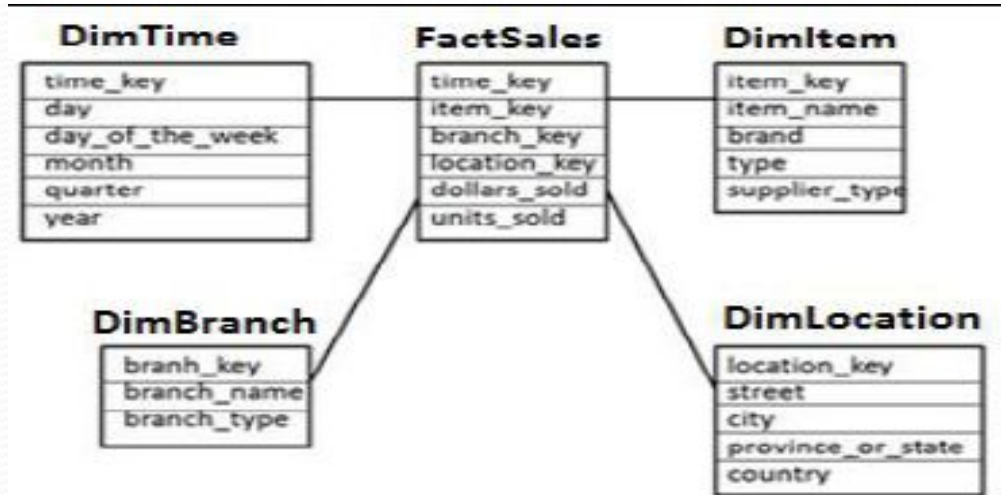 DimTime
time_key
day
day_of_the_week
month
quarter
year
FactSales
time_key
item_key
branch_key
location_key
dollars_sold
units_sold
DimItem
item_key
item_name
brand
type
supplier_type
DimBranch
branh_key
branch_name
branch_type
DimLocation
location_key
street
city
province_or_state
country